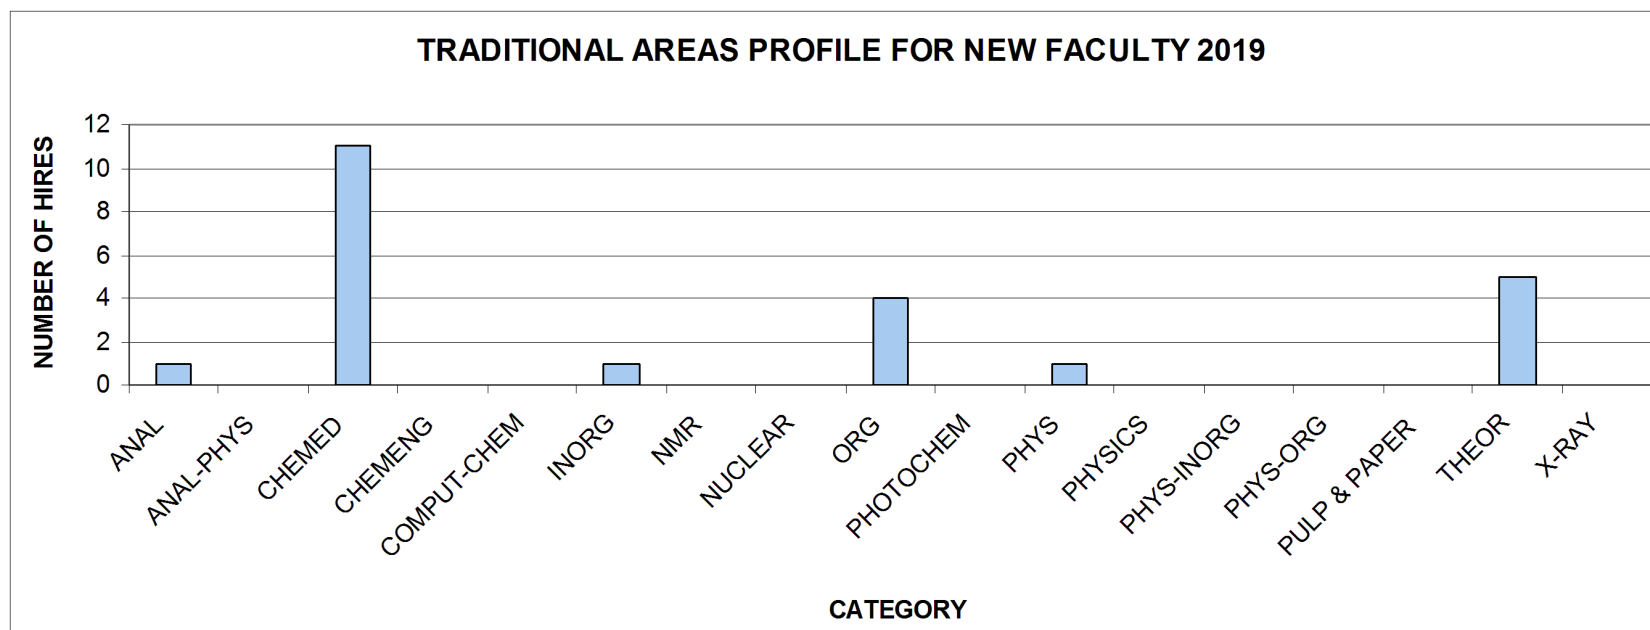 TRADITIONAL AREAS PROFILE FOR NEW FACULTY 2019
NUMBER OF HIRES
12
10
8
6
4
2
0
ANAL
ANAL-PHYS
CHEMED
CHEMENG
COMPUT-CHEM
INORG
NMR
NUCLEAR
ORG
PHOTOCHEM
PHYS
PHYSICS
PHYS-INORG
PHYS-ORG
PULP & PAPER
THEOR
X-RAY
CATEGORY